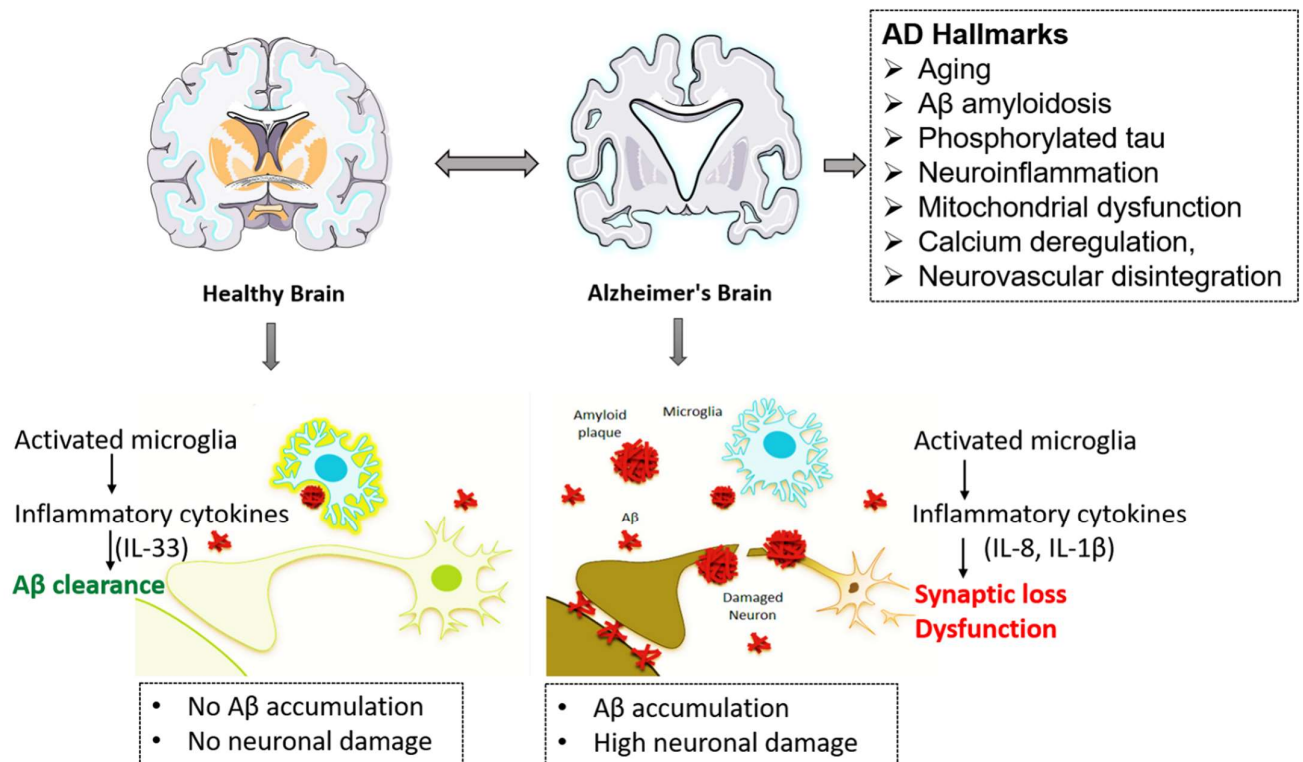 AD Hallmarks
➢ Aging
➢ Aβ amyloidosis
➢ Phosphorylated tau
➢ Neuroinflammation
➢ Mitochondrial dysfunction
➢ Calcium deregulation,
➢ Neurovascular disintegration
Healthy Brain
Alzheimer's Brain
Activated microglia
Inflammatory cytokines
(IL-33)
Aβ clearance
Amyloid
plaque
Microglia
Aβ
Damaged
Neuron
Activated microglia
Inflammatory cytokines
(IL-8, IL-1β)
Synaptic loss
Dysfunction
• No Aβ accumulation
• No neuronal damage
• Aβ accumulation
• High neuronal damage